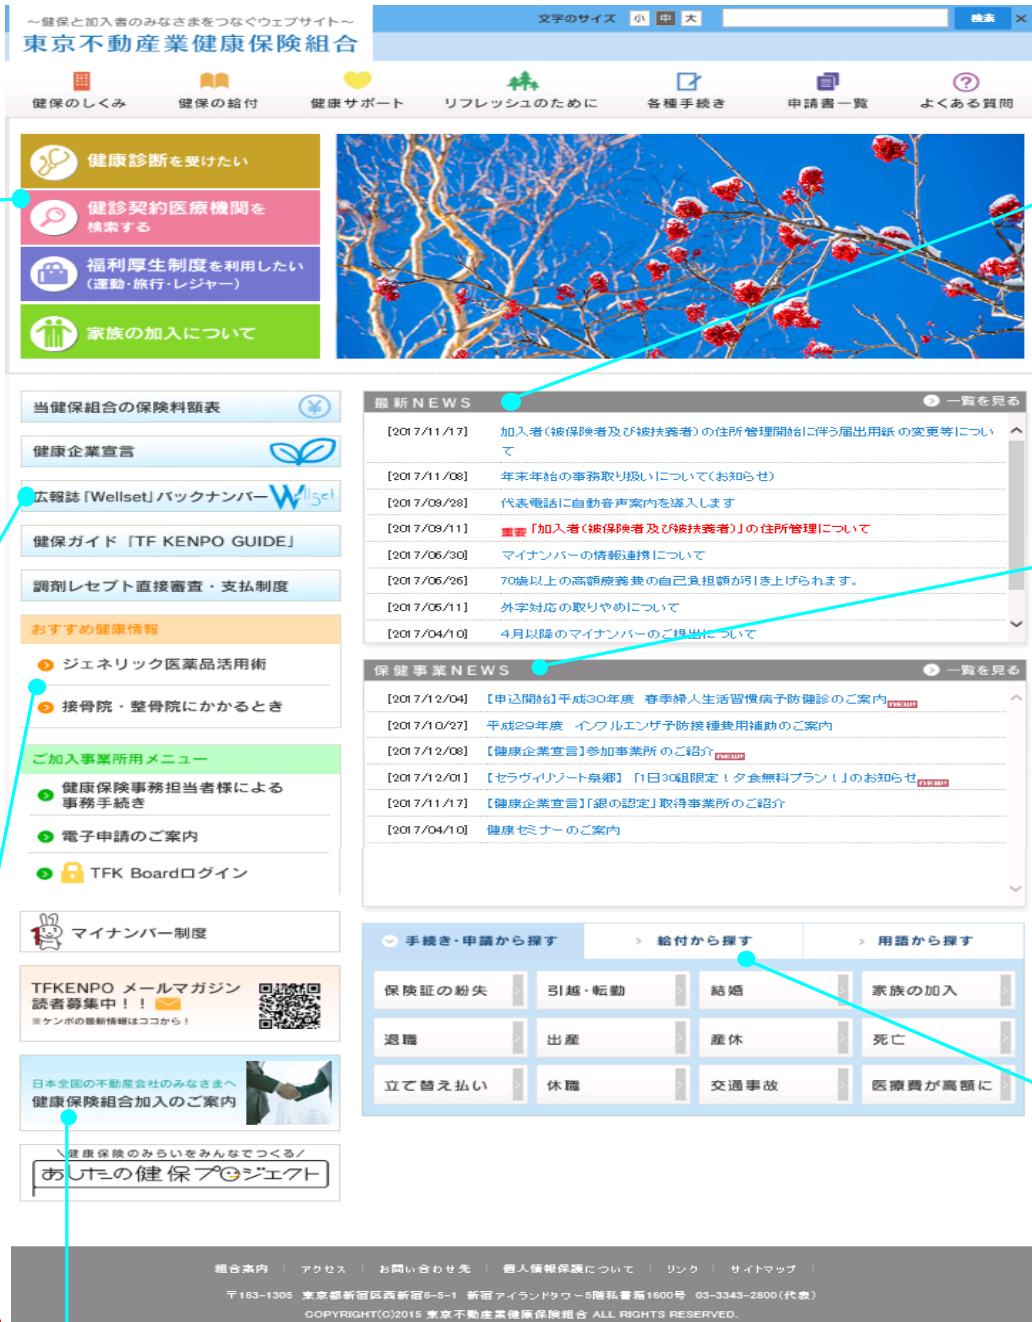 ～健保と加入者のみなさまをつなぐウェブサイト～
東京不動産業健康保険組合
文字のサイズ 小 中 大 検索
健保のしくみ 健保の給付 健康サポート リフレッシュのために 各種手続き 申請書一覧 よくある質問
健康診断を受けたい
健診契約医療機関を
検索する
福利厚生制度を利用したい
(運動･旅行･レジャー)
家族の加入について
当健保組合の保険料額表
健康企業宣言
広報誌「Wellset」バックナンバー Wellset
健保ガイド「TF KENPO GUIDE」
調剤レセプト直接審査・支払制度
おすすめ健康情報
ジェネリック医薬品活用術
接骨院・整骨院にかかるとき
ご加入事業所用メニュー
健康保険事務担当者様による
事務手続き
電子申請のご案内
TFK Boardログイン
マイナンバー制度
TFKENPO メールマガジン
読者募集中！！
※ケンポの最新情報はココから！
日本全国の不動産会社のみなさまへ
健康保険組合加入のご案内
＼健康保険のみらいをみんなでつくる／
あしたの健保プロジェクト
最新NEWS 一覧を見る
[2017/11/17] 加入者(被保険者及び被扶養者)の住所管理開始に伴う届出用紙の変更等につい
て
[2017/11/08] 年末年始の事務取り扱いについて(お知らせ)
[2017/09/28] 代表電話に自動音声案内を導入します
[2017/09/11] 重要「加入者(被保険者及び被扶養者)」の住所管理について
[2017/06/30] マイナンバーの情報連携について
[2017/06/26] 70歳以上の高額療養費の自己負担額が引き上げられます。
[2017/05/11] 外字対応の取りやめについて
[2017/04/10] 4月以降のマイナンバーのご提出について
保健事業NEWS 一覧を見る
[2017/12/04] 【申込開始】平成30年度 春季婦人生活習慣病予防健診のご案内 new!!
[2017/10/27] 平成29年度 インフルエンザ予防接種費用補助のご案内
[2017/12/08] 【健康企業宣言】参加事業所のご紹介 new!!
[2017/12/01] 【セラヴィリゾート泉郷】「1日30組限定！夕食無料プラン！」のお知らせ new!!
[2017/11/17] 【健康企業宣言】「銀の認定」取得事業所のご紹介
[2017/04/10] 健康セミナーのご案内
手続き･申請から探す 給付から探す 用語から探す
保険証の紛失 引越･転勤 結婚 家族の加入
退職 出産 産休 死亡
立て替え払い 休職 交通事故 医療費が高額に
組合案内 | アクセス | お問い合わせ先 | 個人情報保護について | リンク | サイトマップ |
〒163-1305 東京都新宿区西新宿6-5-1 新宿アイランドタワー5階私書箱1600号 03-3343-2800(代表)
COPYRIGHT(C)2015 東京不動産業健康保険組合 ALL RIGHTS RESERVED.